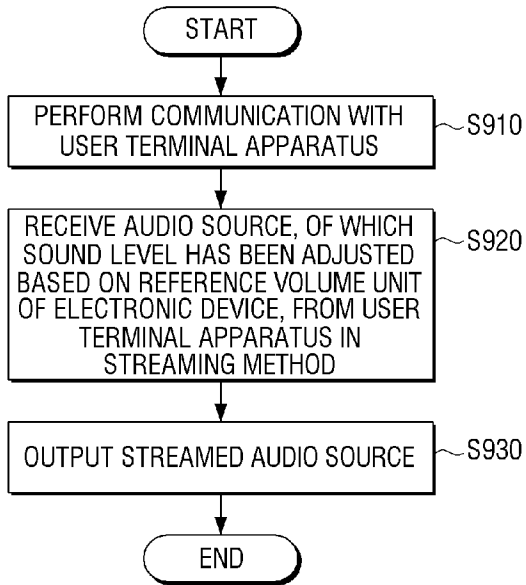 START
PERFORM COMMUNICATION WITH
USER TERMINAL APPARATUS
S910
RECEIVE AUDIO SOURCE, OF WHICH
SOUND LEVEL HAS BEEN ADJUSTED
BASED ON REFERENCE VOLUME UNIT
OF ELECTRONIC DEVICE, FROM USER
TERMINAL APPARATUS IN
STREAMING METHOD
S920
OUTPUT STREAMED AUDIO SOURCE
S930
END